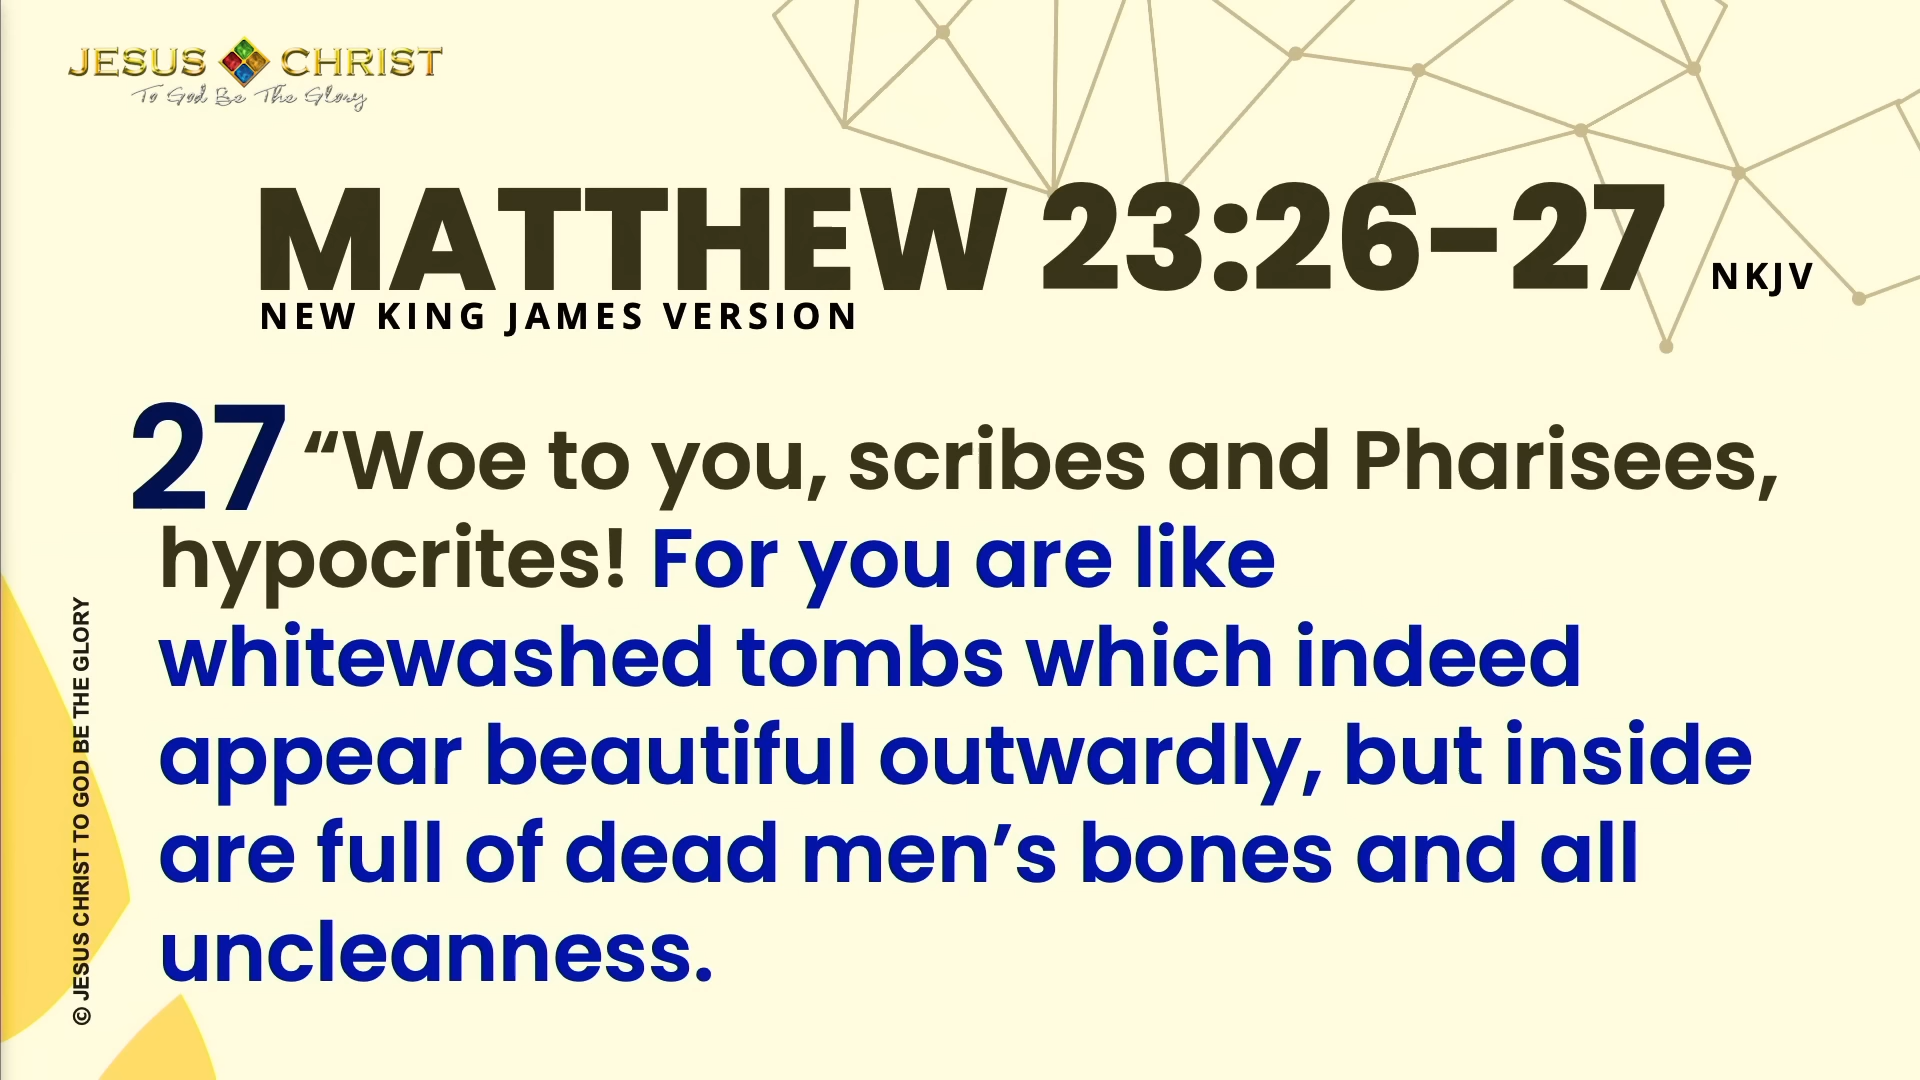 JESUS CHRIST
To God Be The Glory
MATTHEW 23:26-27 NKJV
NEW KING JAMES VERSION
27 “Woe to you, scribes and Pharisees,
hypocrites! For you are like
whitewashed tombs which indeed
appear beautiful outwardly, but inside
are full of dead men’s bones and all
uncleanness.
© JESUS CHRIST TO GOD BE THE GLORY